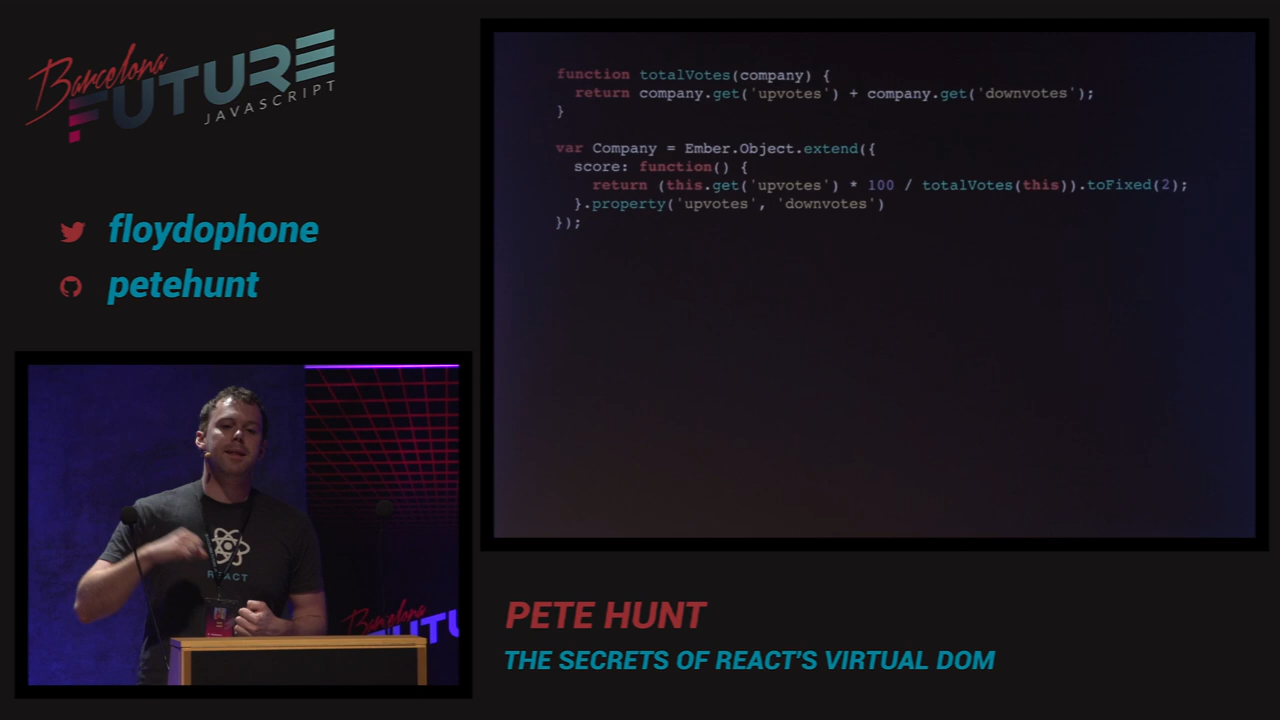 Barcelona
FUTURE
JAVASCRIPT
floydophone
petehunt
function totalVotes(company) {
return company.get('upvotes') + company.get('downvotes');
}
var Company = Ember.Object.extend({
score: function() {
return (this.get('upvotes') * 100 / totalVotes(this)).toFixed(2);
}.property('upvotes', 'downvotes')
});
REACT
Barcelona
FUTU
PETE HUNT
THE SECRETS OF REACT'S VIRTUAL DOM